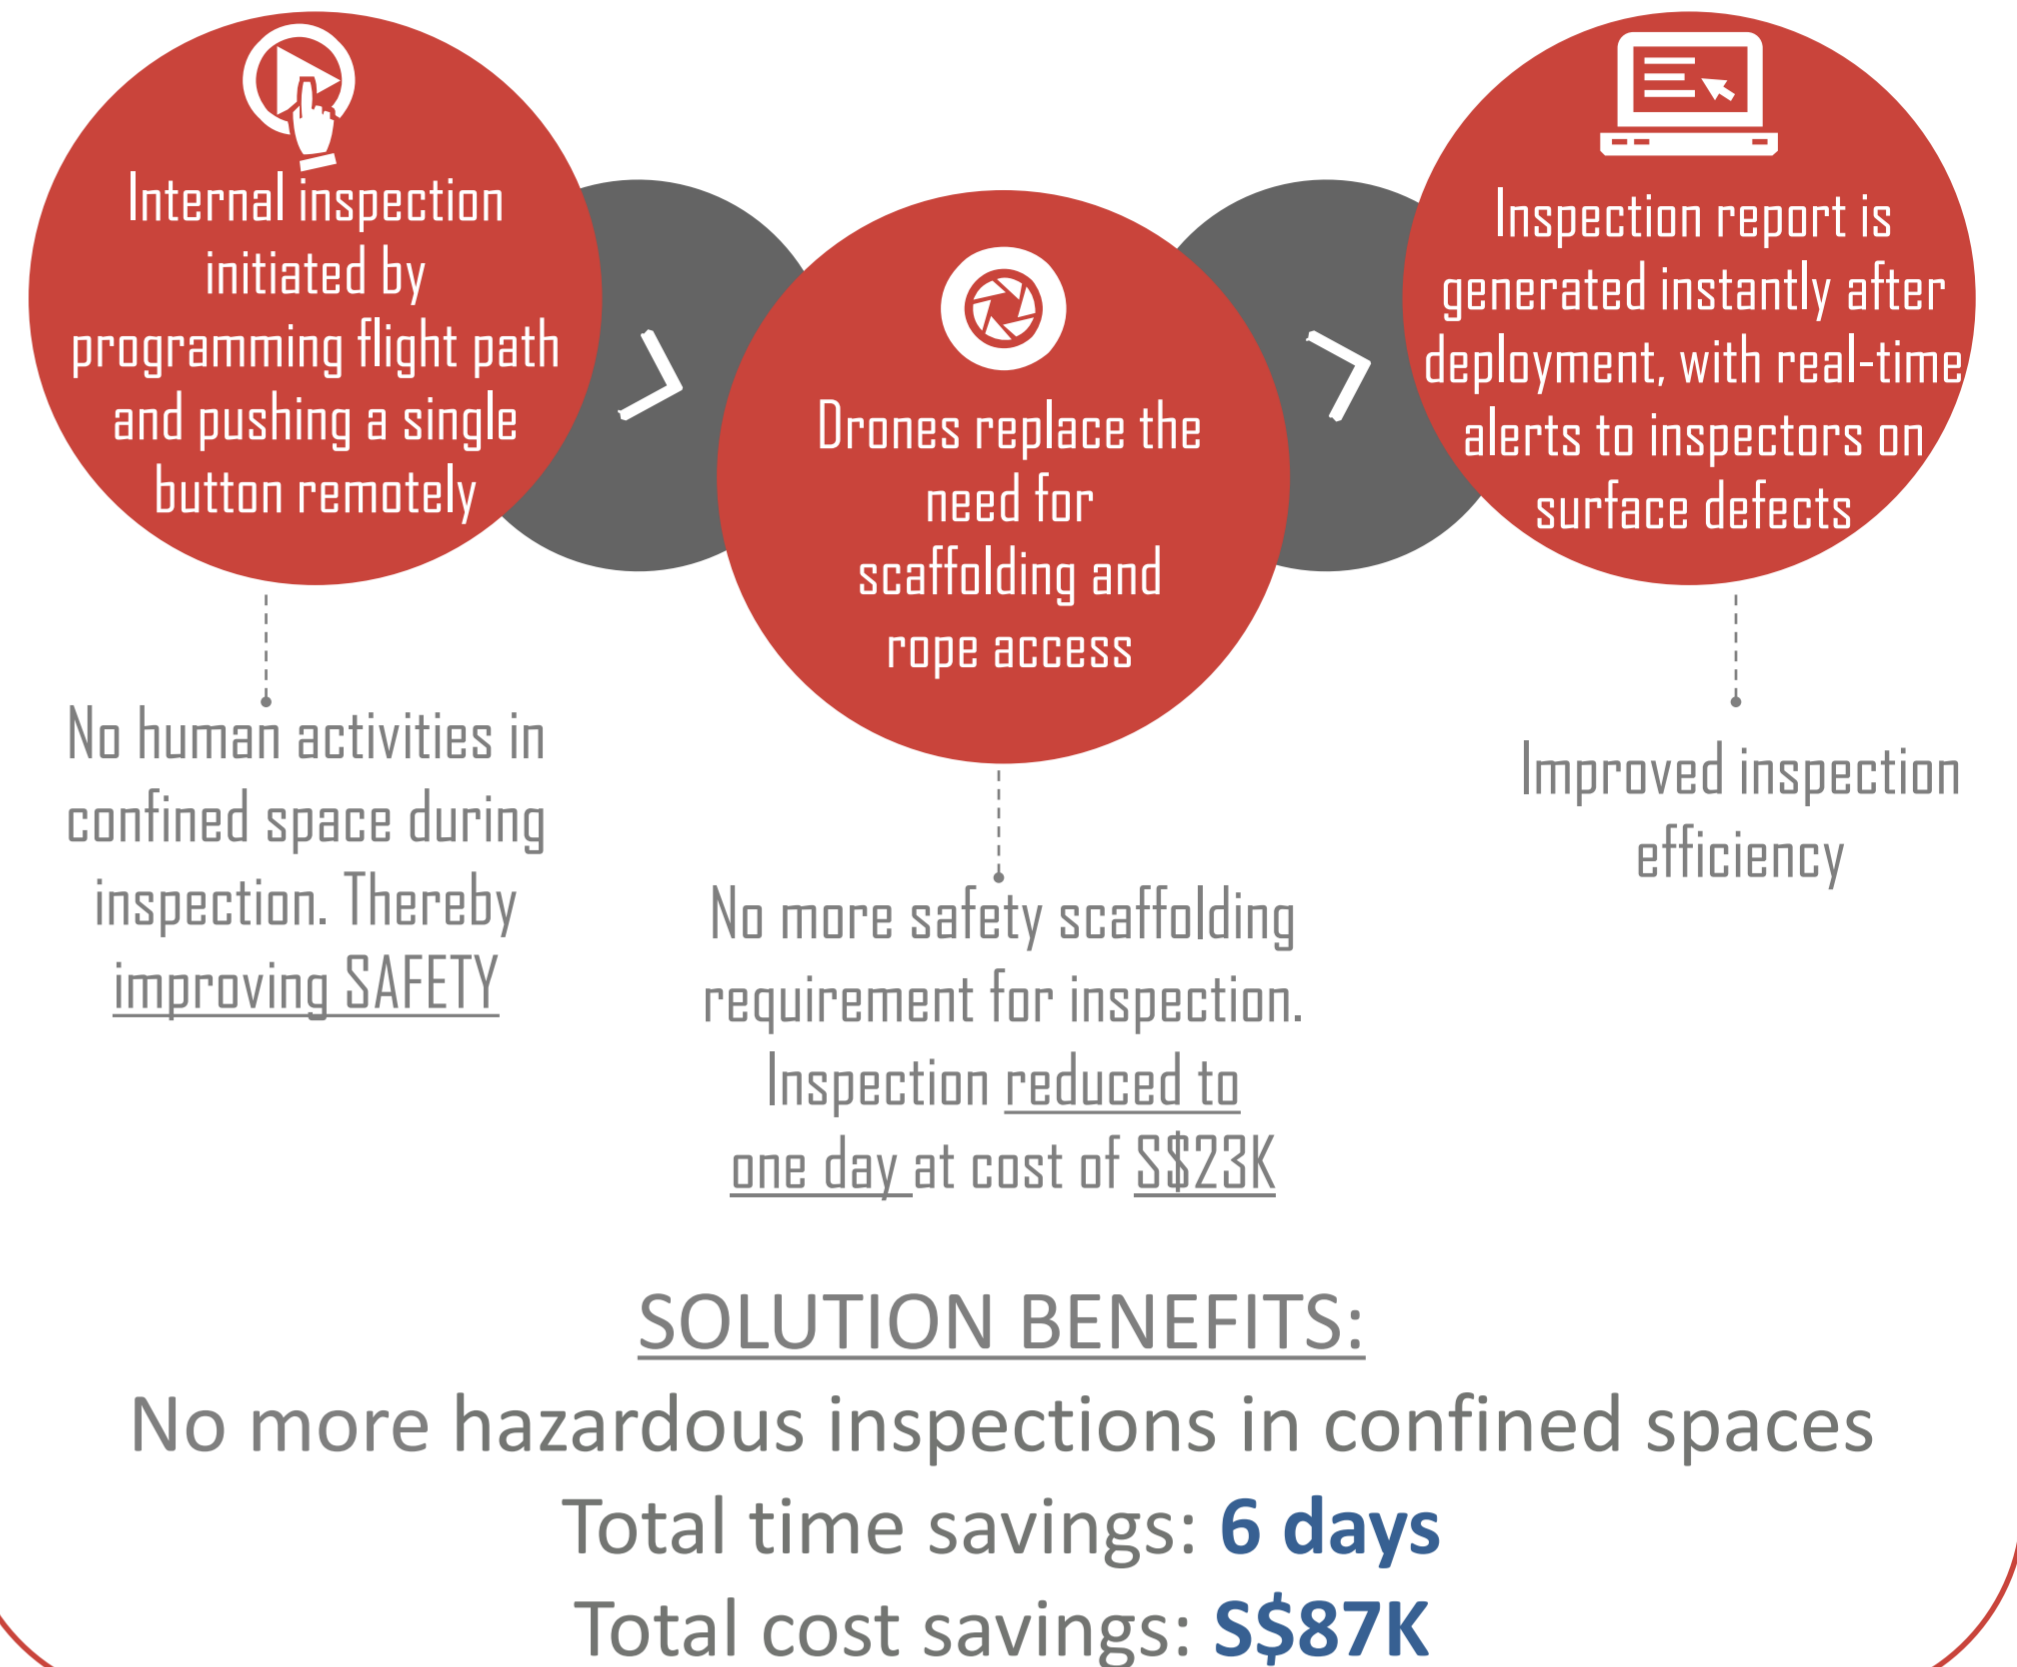 Internal inspection
initiated by
programming flight path
and pushing a single
button remotely
Drones replace the
need for
scaffolding and
rope access
Inspection report is
generated instantly after
deployment, with real-time
alerts to inspectors on
surface defects
No human activities in
confined space during
inspection. Thereby
improving SAFETY
No more safety scaffolding
requirement for inspection.
Inspection reduced to
one day at cost of S$23K
Improved inspection
efficiency
SOLUTION BENEFITS:
No more hazardous inspections in confined spaces
Total time savings: 6 days
Total cost savings: S$87K